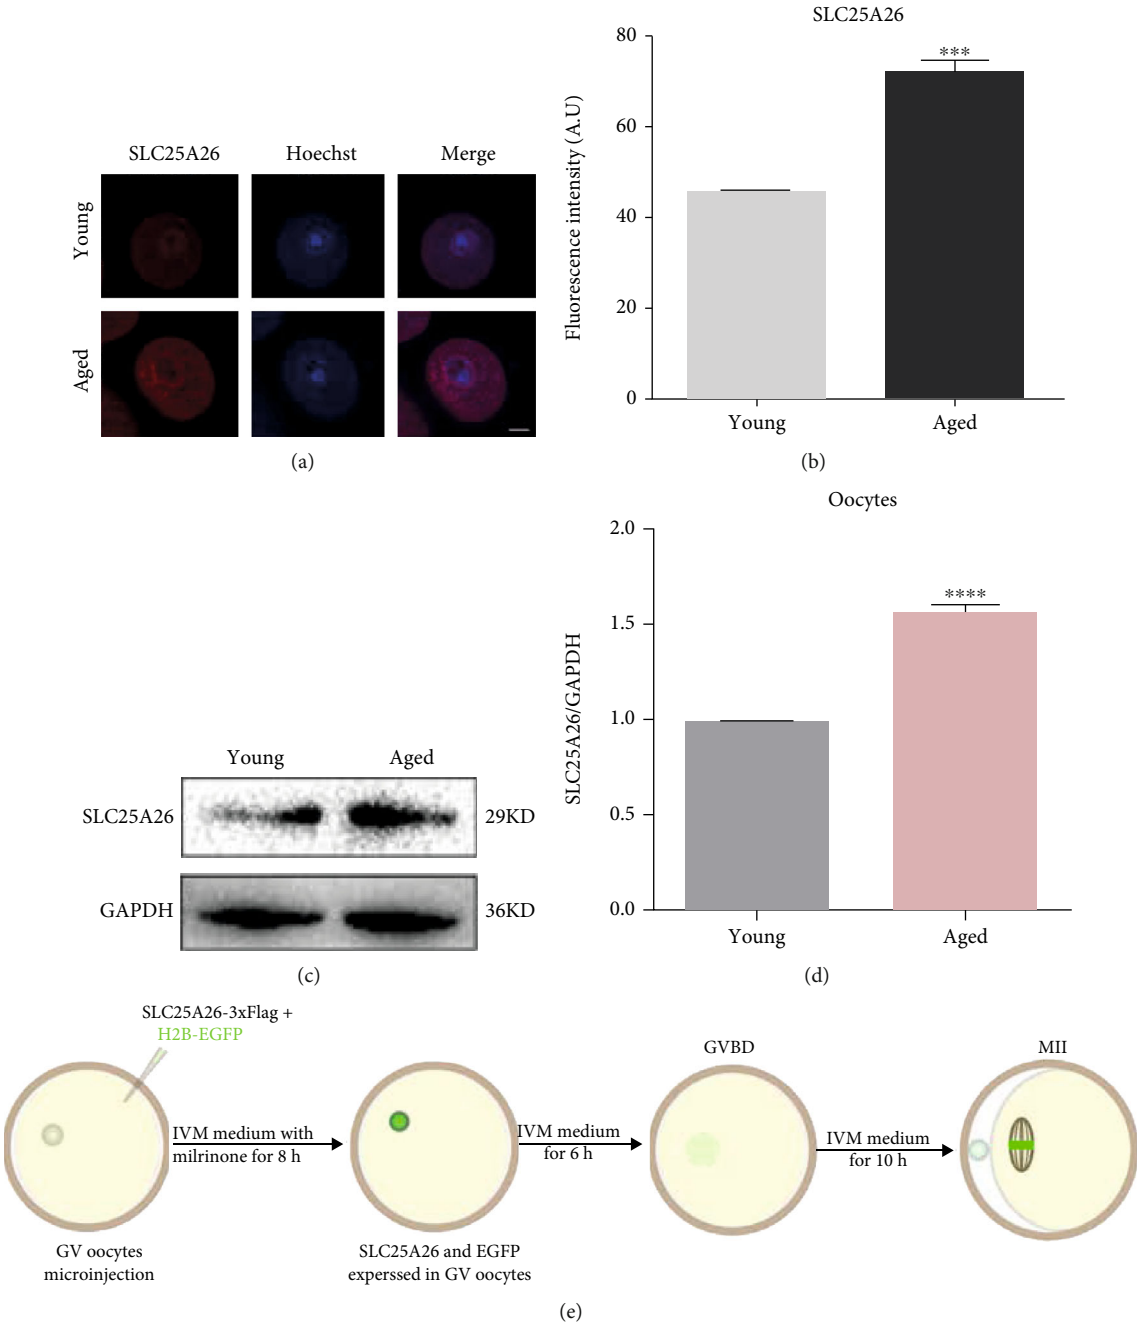 SLC25A26 Hoechst Merge
Young
Aged
(a)
SLC25A26
Fluorescence intensity (A.U)
80
60
40
20
0
***
Young Aged
(b)
Young Aged
SLC25A26 29KD
GAPDH 36KD
(c)
Oocytes
SLC25A26/GAPDH
2.0
1.5
1.0
0.5
0.0
****
Young Aged
(d)
SLC25A26-3xFlag +
H2B-EGFP
GV oocytes
microinjection
IVM medium with
milrinone for 8 h
SLC25A26 and EGFP
experssed in GV oocytes
IVM medium
for 6 h
GVBD
IVM medium
for 10 h
MII
(e)